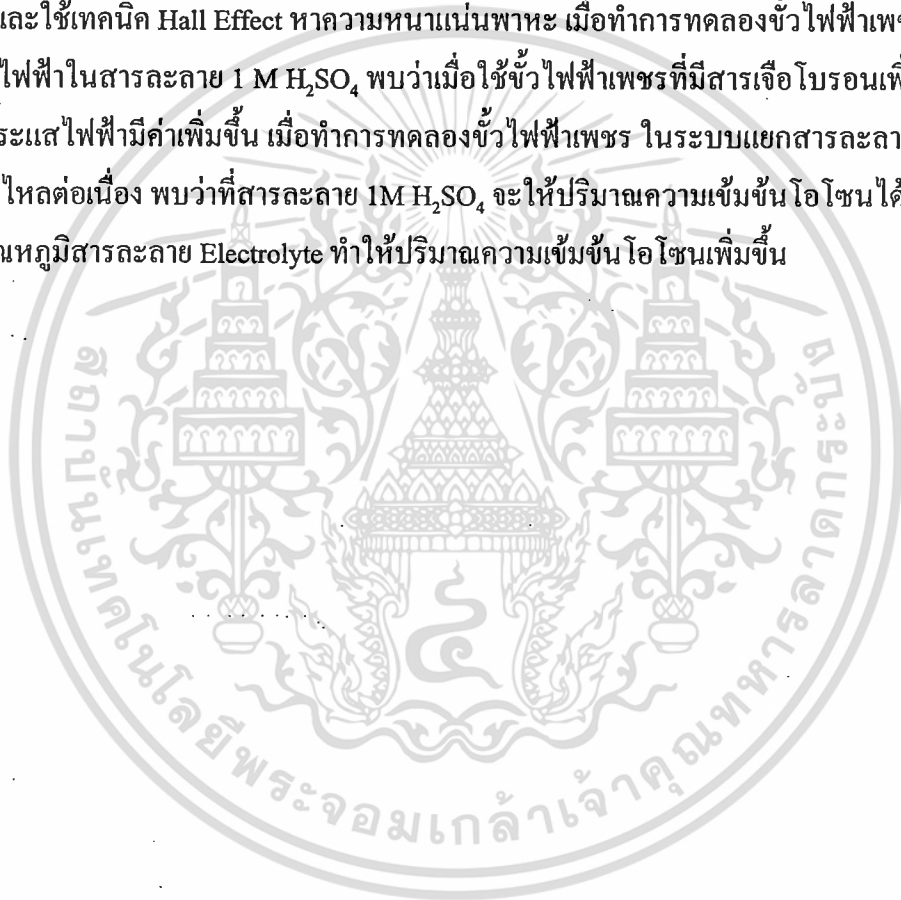 และใช้เทคนิค Hall Effect หาความหนาแน่นพาหะ เมื่อทำการทดลองขั้วไฟฟ้าเพช
ไฟฟ้าในสารละลาย 1 M H₂SO₄ พบว่าเมื่อใช้ขั้วไฟฟ้าเพชรที่มีสารเจือโบรอนเพิ่
ระแสไฟฟ้ามีค่าเพิ่มขึ้น เมื่อทำการทดลองขั้วไฟฟ้าเพชร ในระบบแยกสารละลา
ไหลต่อเนื่อง พบว่าที่สารละลาย 1M H₂SO₄ จะให้ปริมาณความเข้มข้นโอโซนได้
ณหภูมิสารละลาย Electrolyte ทำให้ปริมาณความเข้มข้นโอโซนเพิ่มขึ้น
สถาบันเทคโนโลยีพระจอมเกล้าเจ้าคุณทหารลาดกระบัง